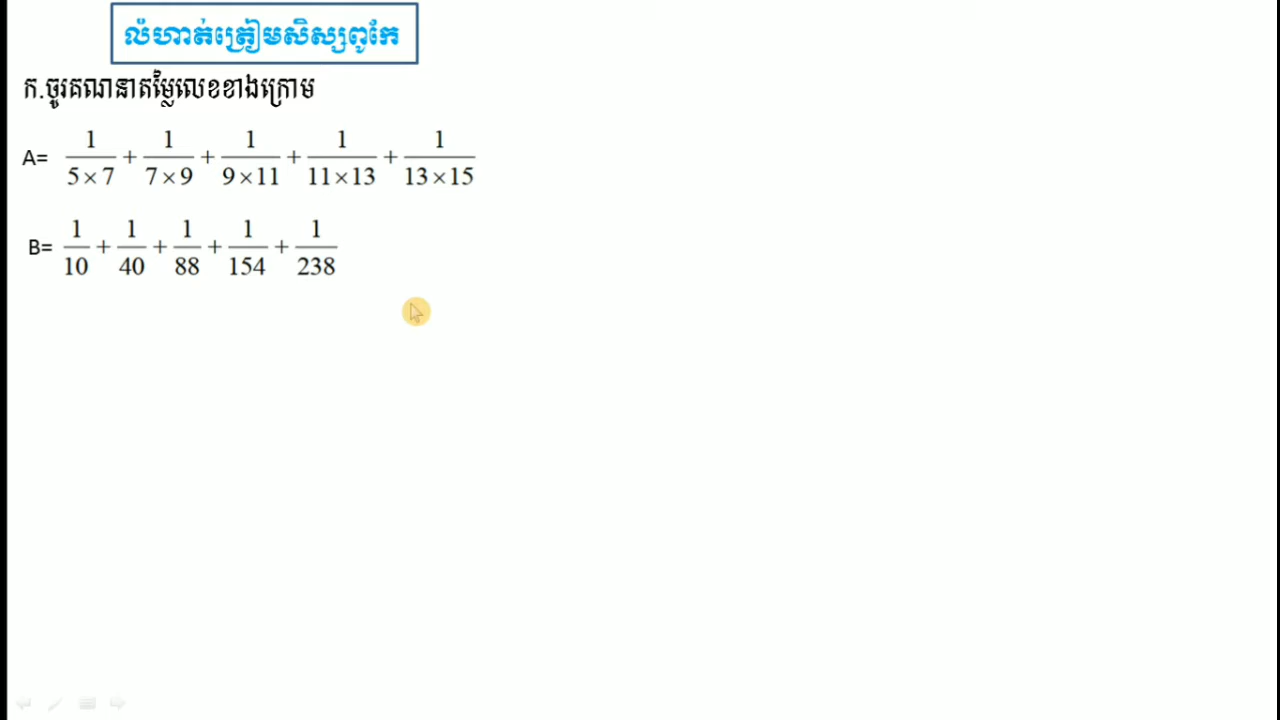 លំហាត់ត្រៀមសិស្សពូកែ
ក.ចូរគណនាតម្លៃលេខខាងក្រោម
A= 1/(5×7) + 1/(7×9) + 1/(9×11) + 1/(11×13) + 1/(13×15)
B= 1/10 + 1/40 + 1/88 + 1/154 + 1/238